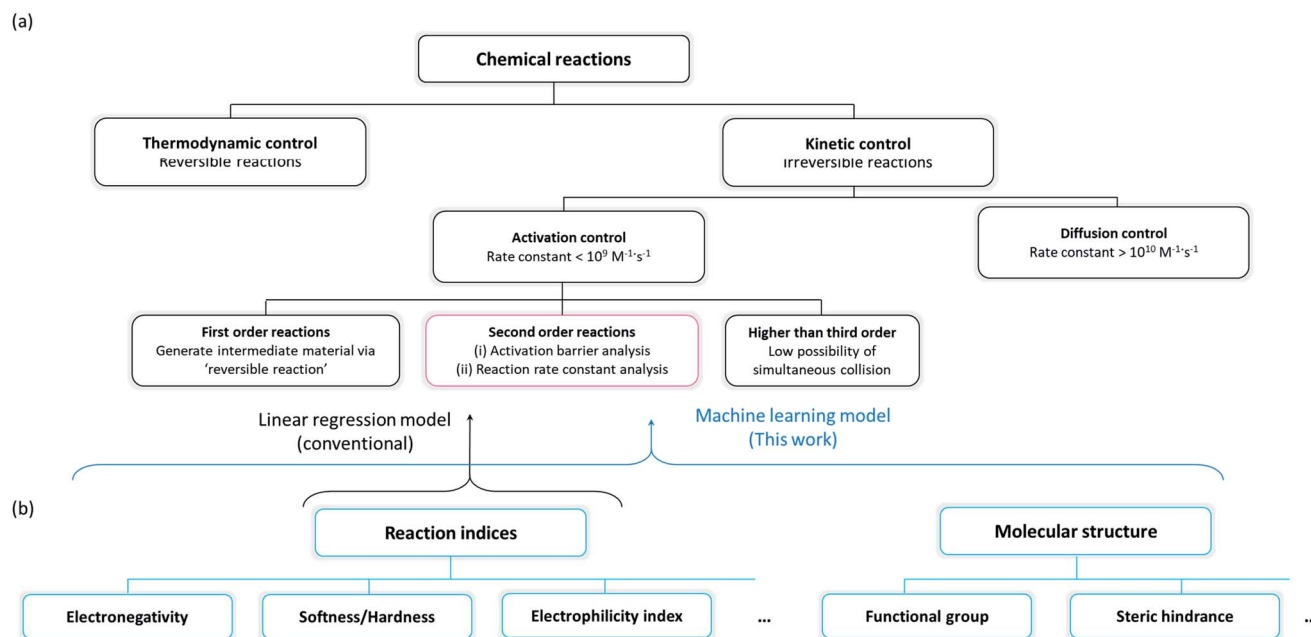 (a)
Chemical reactions
Thermodynamic control
Reversible reactions
Kinetic control
Irreversible reactions
Activation control
Rate constant < 10⁹ M⁻¹·s⁻¹
Diffusion control
Rate constant > 10¹⁰ M⁻¹·s⁻¹
First order reactions
Generate intermediate material via
‘reversible reaction’
Second order reactions
(i) Activation barrier analysis
(ii) Reaction rate constant analysis
Higher than third order
Low possibility of
simultaneous collision
Linear regression model
(conventional)
Machine learning model
(This work)
(b)
Reaction indices
Molecular structure
Electronegativity
Softness/Hardness
Electrophilicity index
...
Functional group
Steric hindrance
..